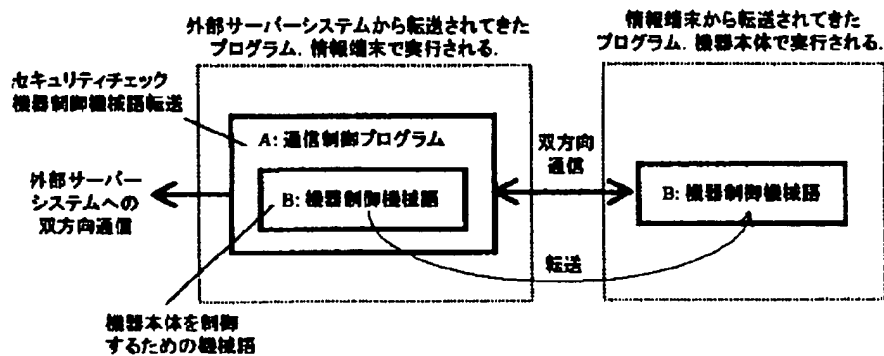 外部サーバーシステムから転送されてきた
プログラム. 情報端末で実行される.
情報端末から転送されてきた
プログラム. 機器本体で実行される.
セキュリティチェック
機器制御機械語転送
A: 通信制御プログラム
双方向
通信
B: 機器制御機械語
B: 機器制御機械語
外部サーバー
システムへの
双方向通信
転送
機器本体を制御
するための機械語